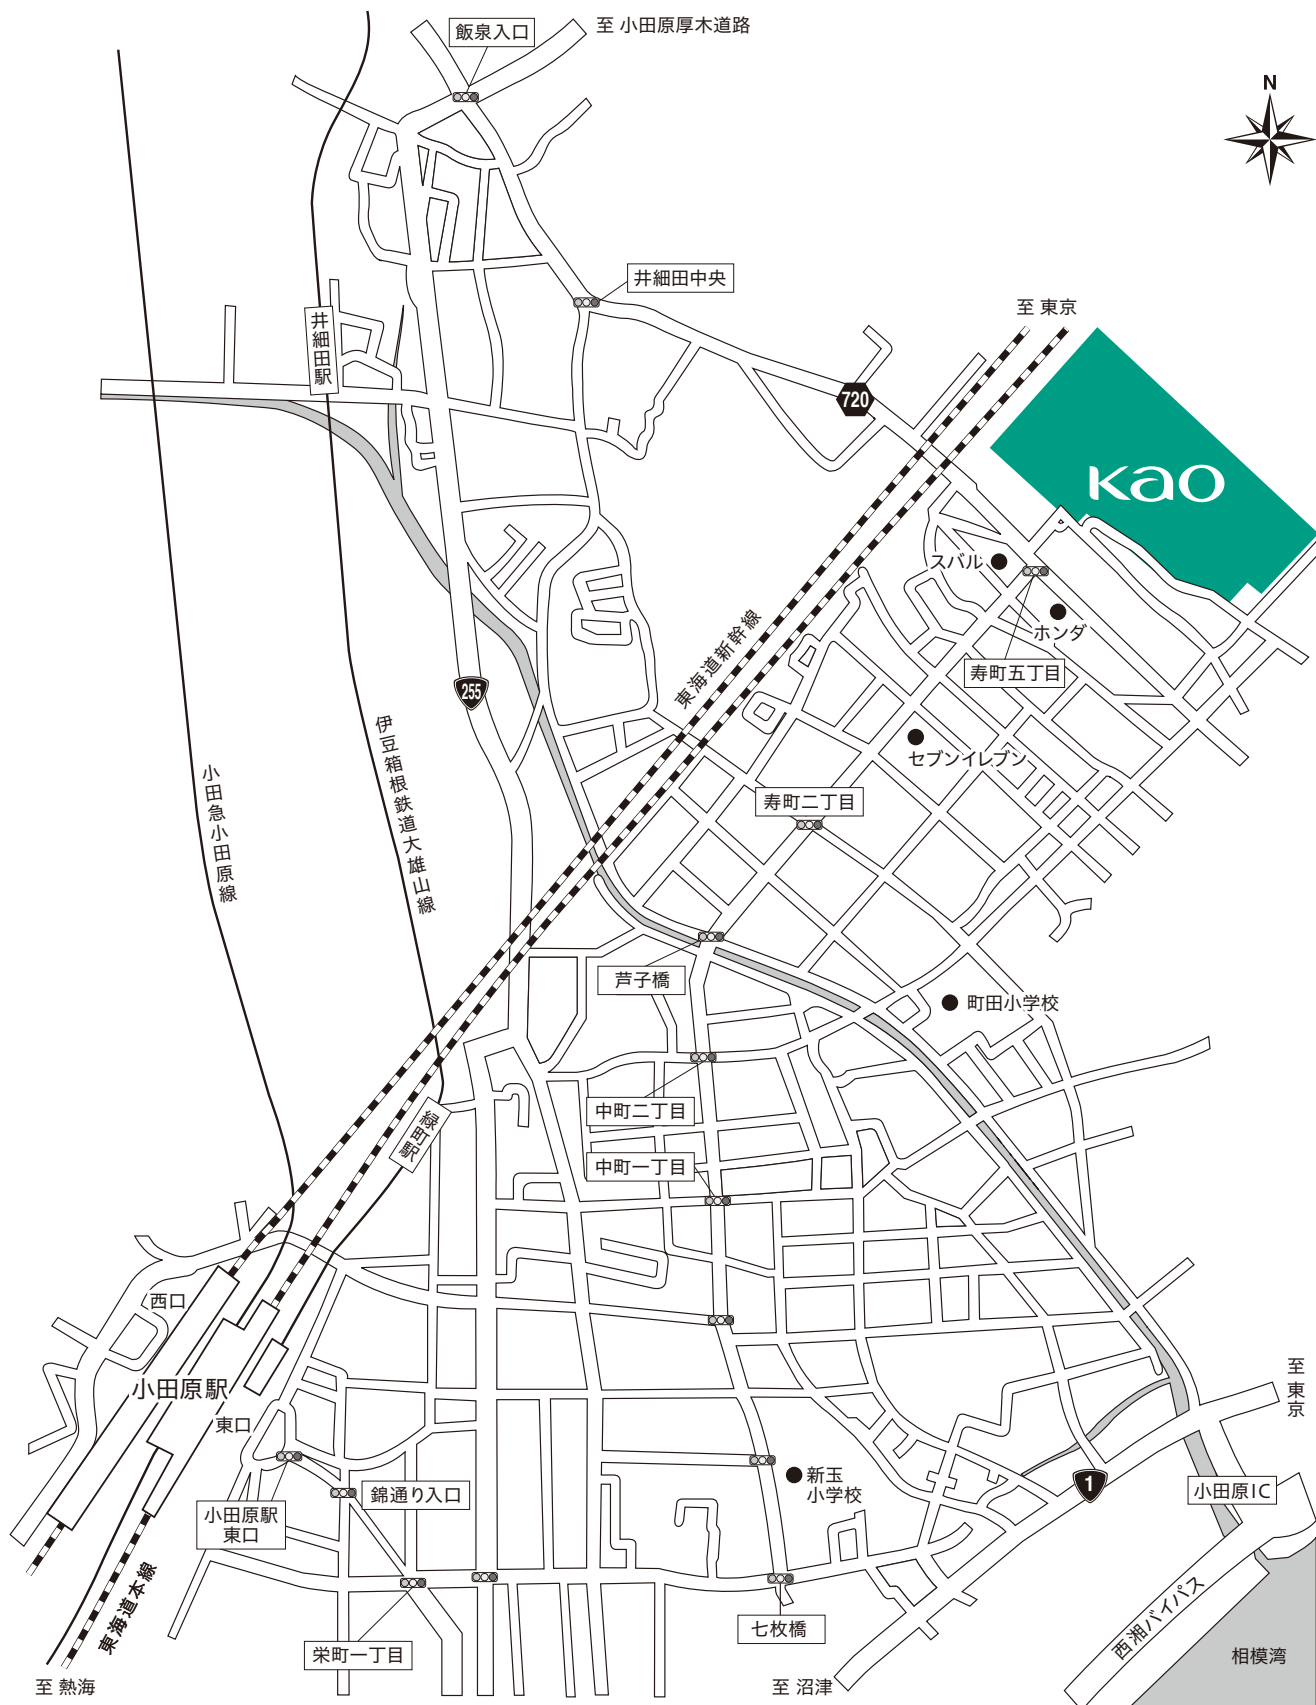 飯泉入口
至 小田原厚木道路
N
井細田中央
至 東京
井細田駅
720
Kao
スバル
ホンダ
寿町五丁目
東海道新幹線
255
伊豆箱根鉄道大雄山線
小田急小田原線
セブンイレブン
寿町二丁目
芦子橋
町田小学校
中町二丁目
緑町駅
中町一丁目
西口
小田原駅
東口
至 東京
新玉
小学校
1
小田原IC
錦通り入口
小田原駅
東口
東海道本線
七枚橋
栄町一丁目
西湘バイパス
相模湾
至 熱海
至 沼津